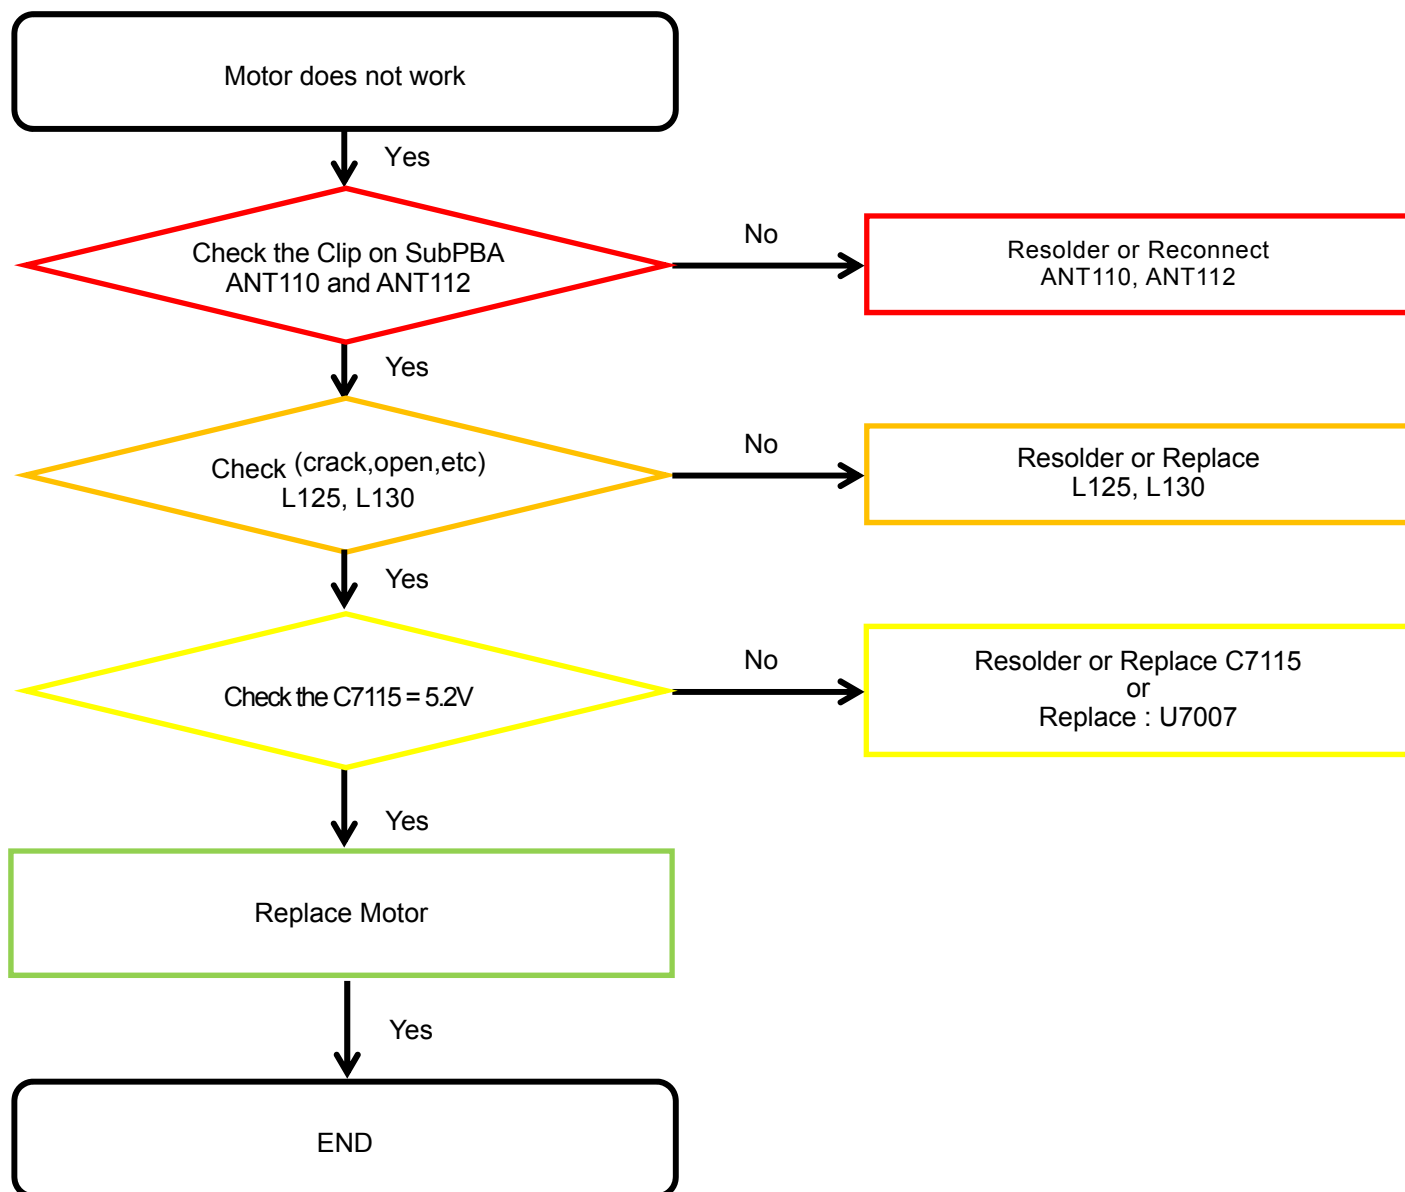 Motor does not work
Yes
Check the Clip on SubPBA
ANT110 and ANT112
No
Resolder or Reconnect
ANT110, ANT112
Yes
Check (crack,open,etc)
L125, L130
No
Resolder or Replace
L125, L130
Yes
Check the C7115 = 5.2V
No
Resolder or Replace C7115
or
Replace : U7007
Yes
Replace Motor
Yes
END